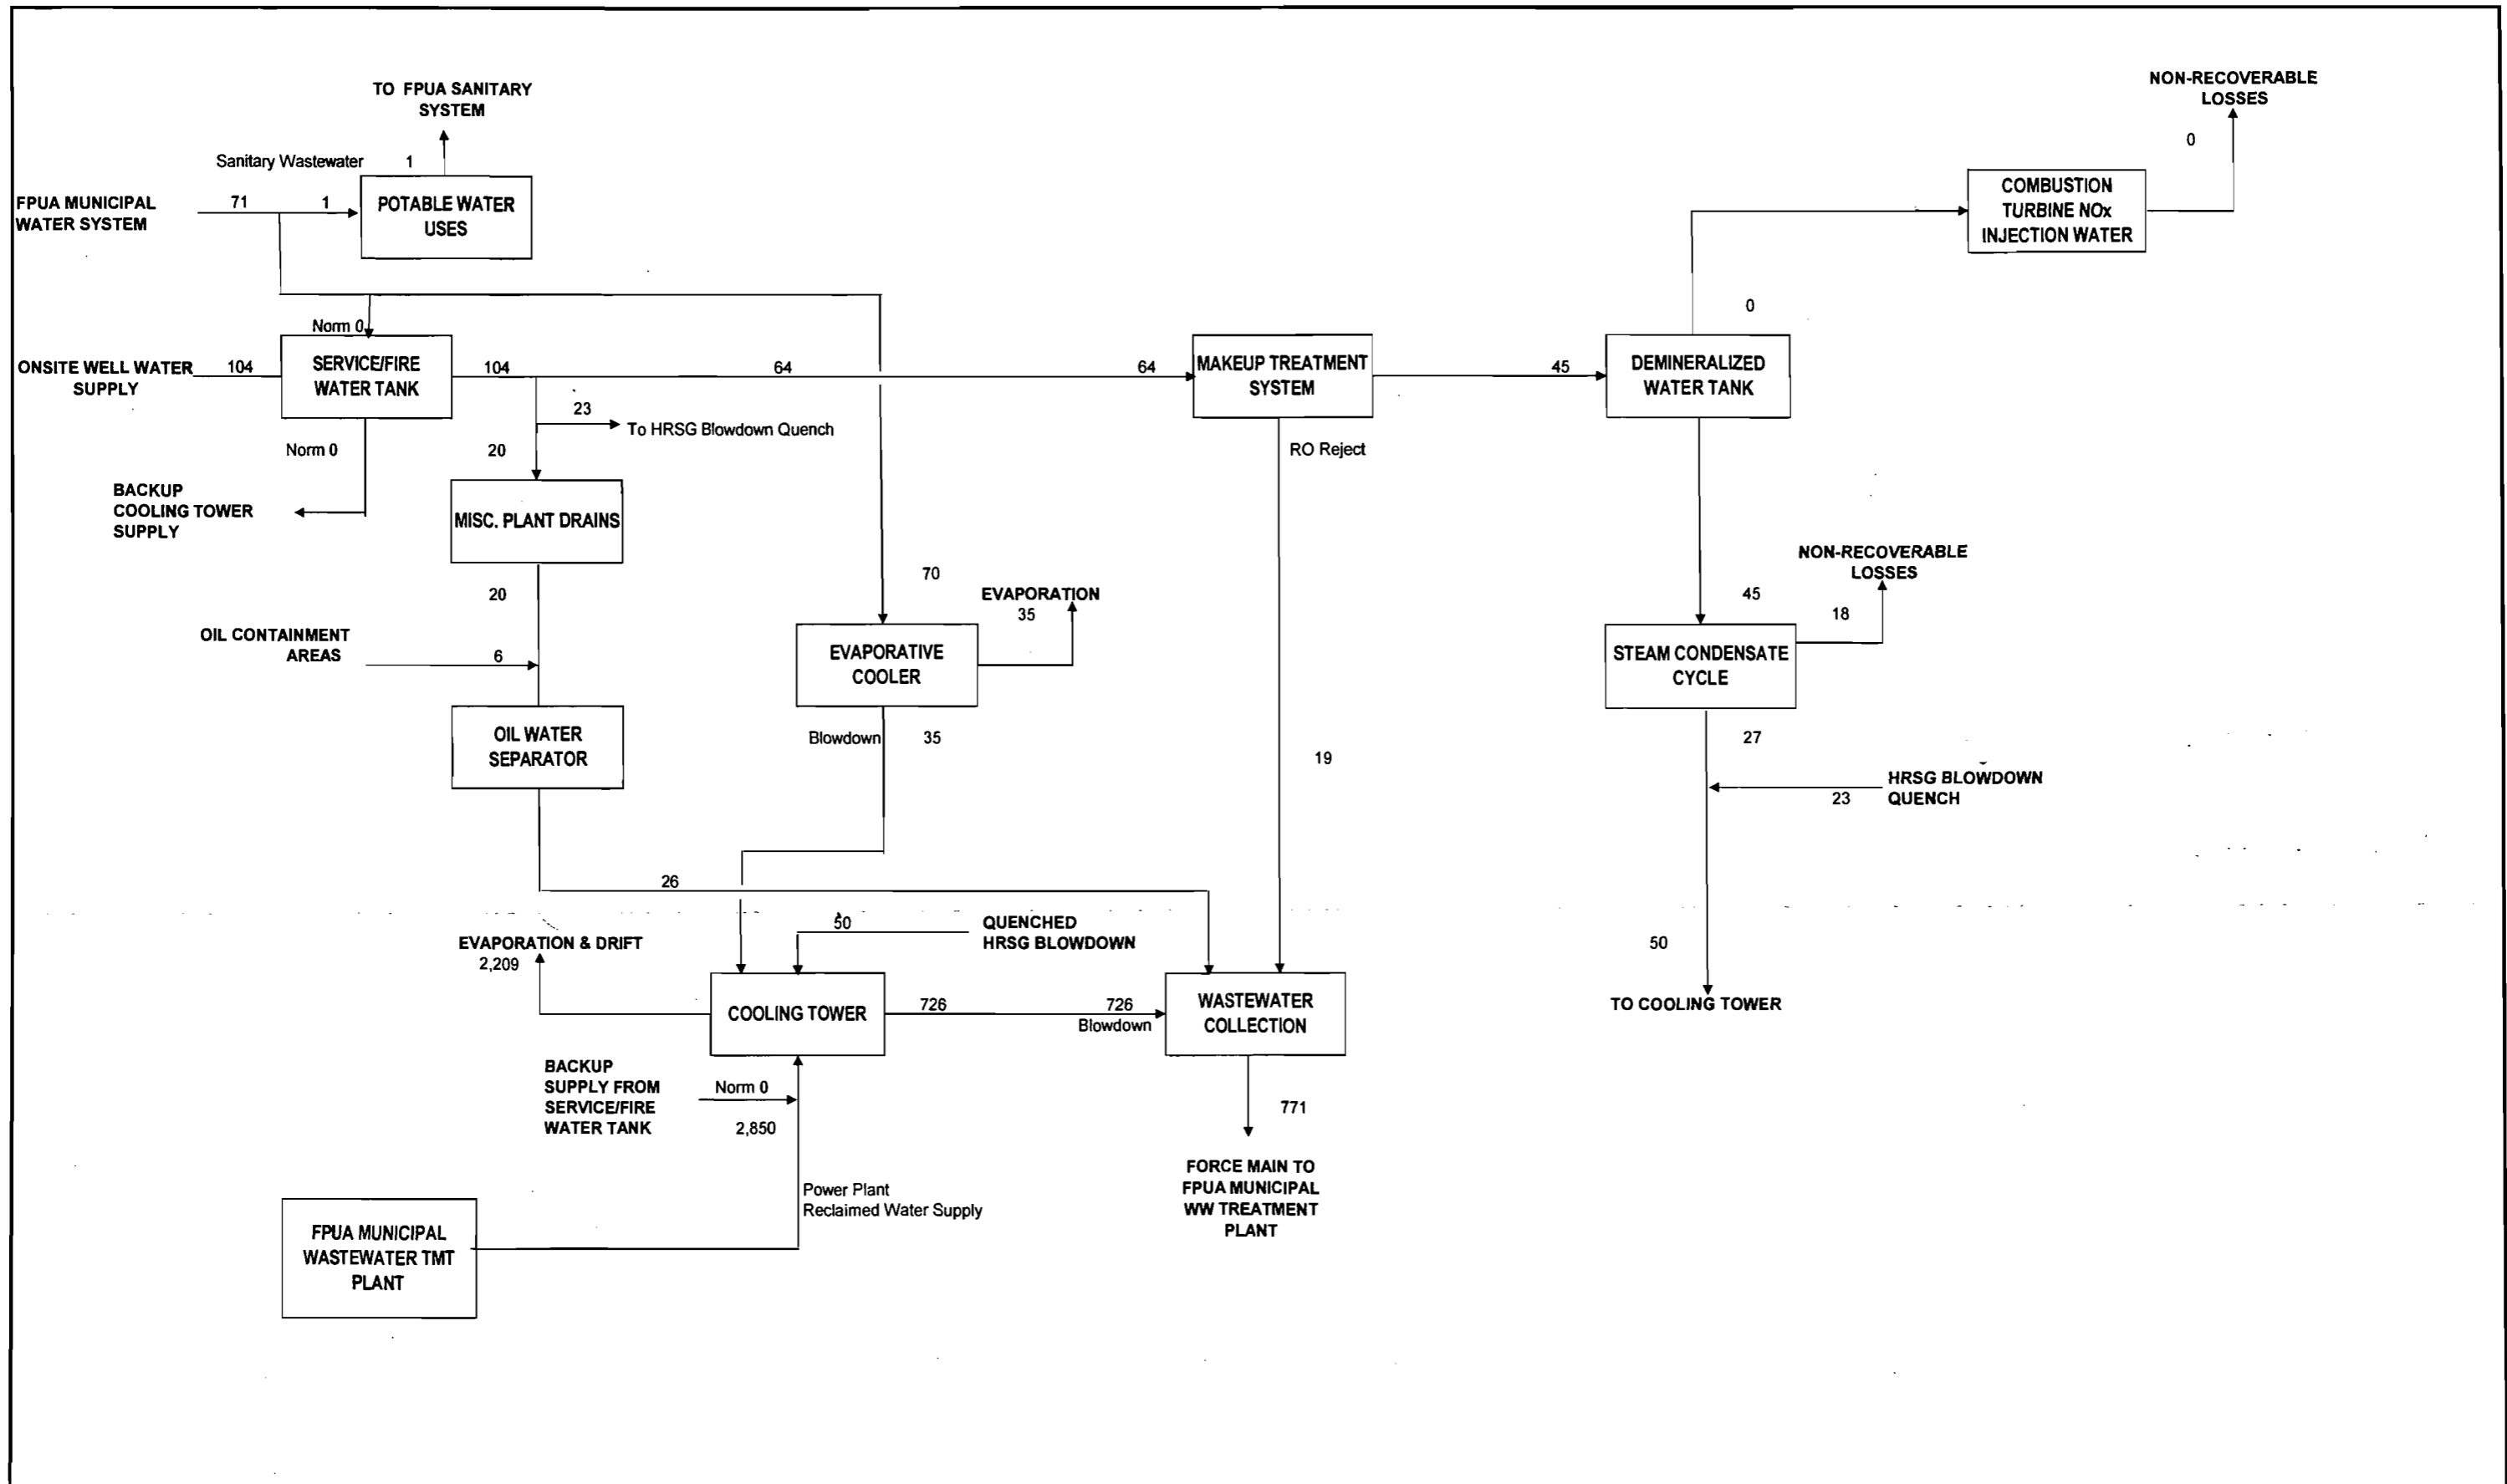 TO FPUA SANITARY
SYSTEM
NON-RECOVERABLE
LOSSES
0
Sanitary Wastewater 1
FPUA MUNICIPAL
WATER SYSTEM
71
1
POTABLE WATER
USES
COMBUSTION
TURBINE NOx
INJECTION WATER
0
Norm 0
ONSITE WELL WATER
SUPPLY
104
SERVICE/FIRE
WATER TANK
104
64
64
MAKEUP TREATMENT
SYSTEM
45
DEMINERALIZED
WATER TANK
23
To HRSG Blowdown Quench
Norm 0
20
RO Reject
BACKUP
COOLING TOWER
SUPPLY
MISC. PLANT DRAINS
NON-RECOVERABLE
LOSSES
70
20
EVAPORATION
35
45
18
OIL CONTAINMENT
AREAS
6
EVAPORATIVE
COOLER
STEAM CONDENSATE
CYCLE
OIL WATER
SEPARATOR
Blowdown
35
19
27
HRSG BLOWDOWN
QUENCH
23
26
50
QUENCHED
HRSG BLOWDOWN
EVAPORATION & DRIFT
2,209
50
COOLING TOWER
726
726
Blowdown
WASTEWATER
COLLECTION
TO COOLING TOWER
BACKUP
SUPPLY FROM
SERVICE/FIRE
WATER TANK
Norm 0
2,850
771
FORCE MAIN TO
FPUA MUNICIPAL
WW TREATMENT
PLANT
Power Plant
Reclaimed Water Supply
FPUA MUNICIPAL
WASTEWATER TMT
PLANT